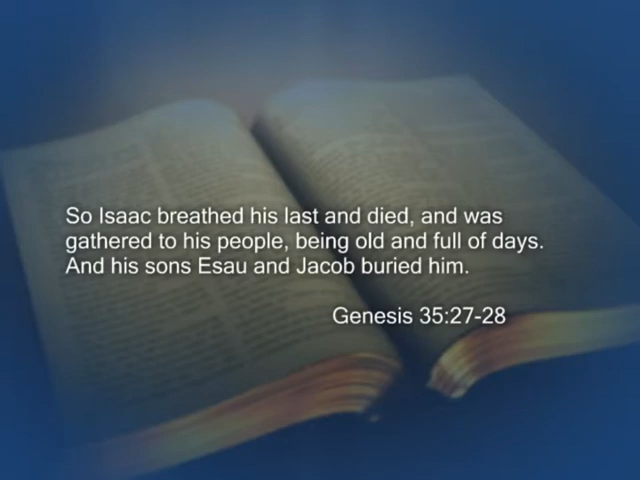 So Isaac breathed his last and died, and was
gathered to his people, being old and full of days.
And his sons Esau and Jacob buried him.
Genesis 35:27-28